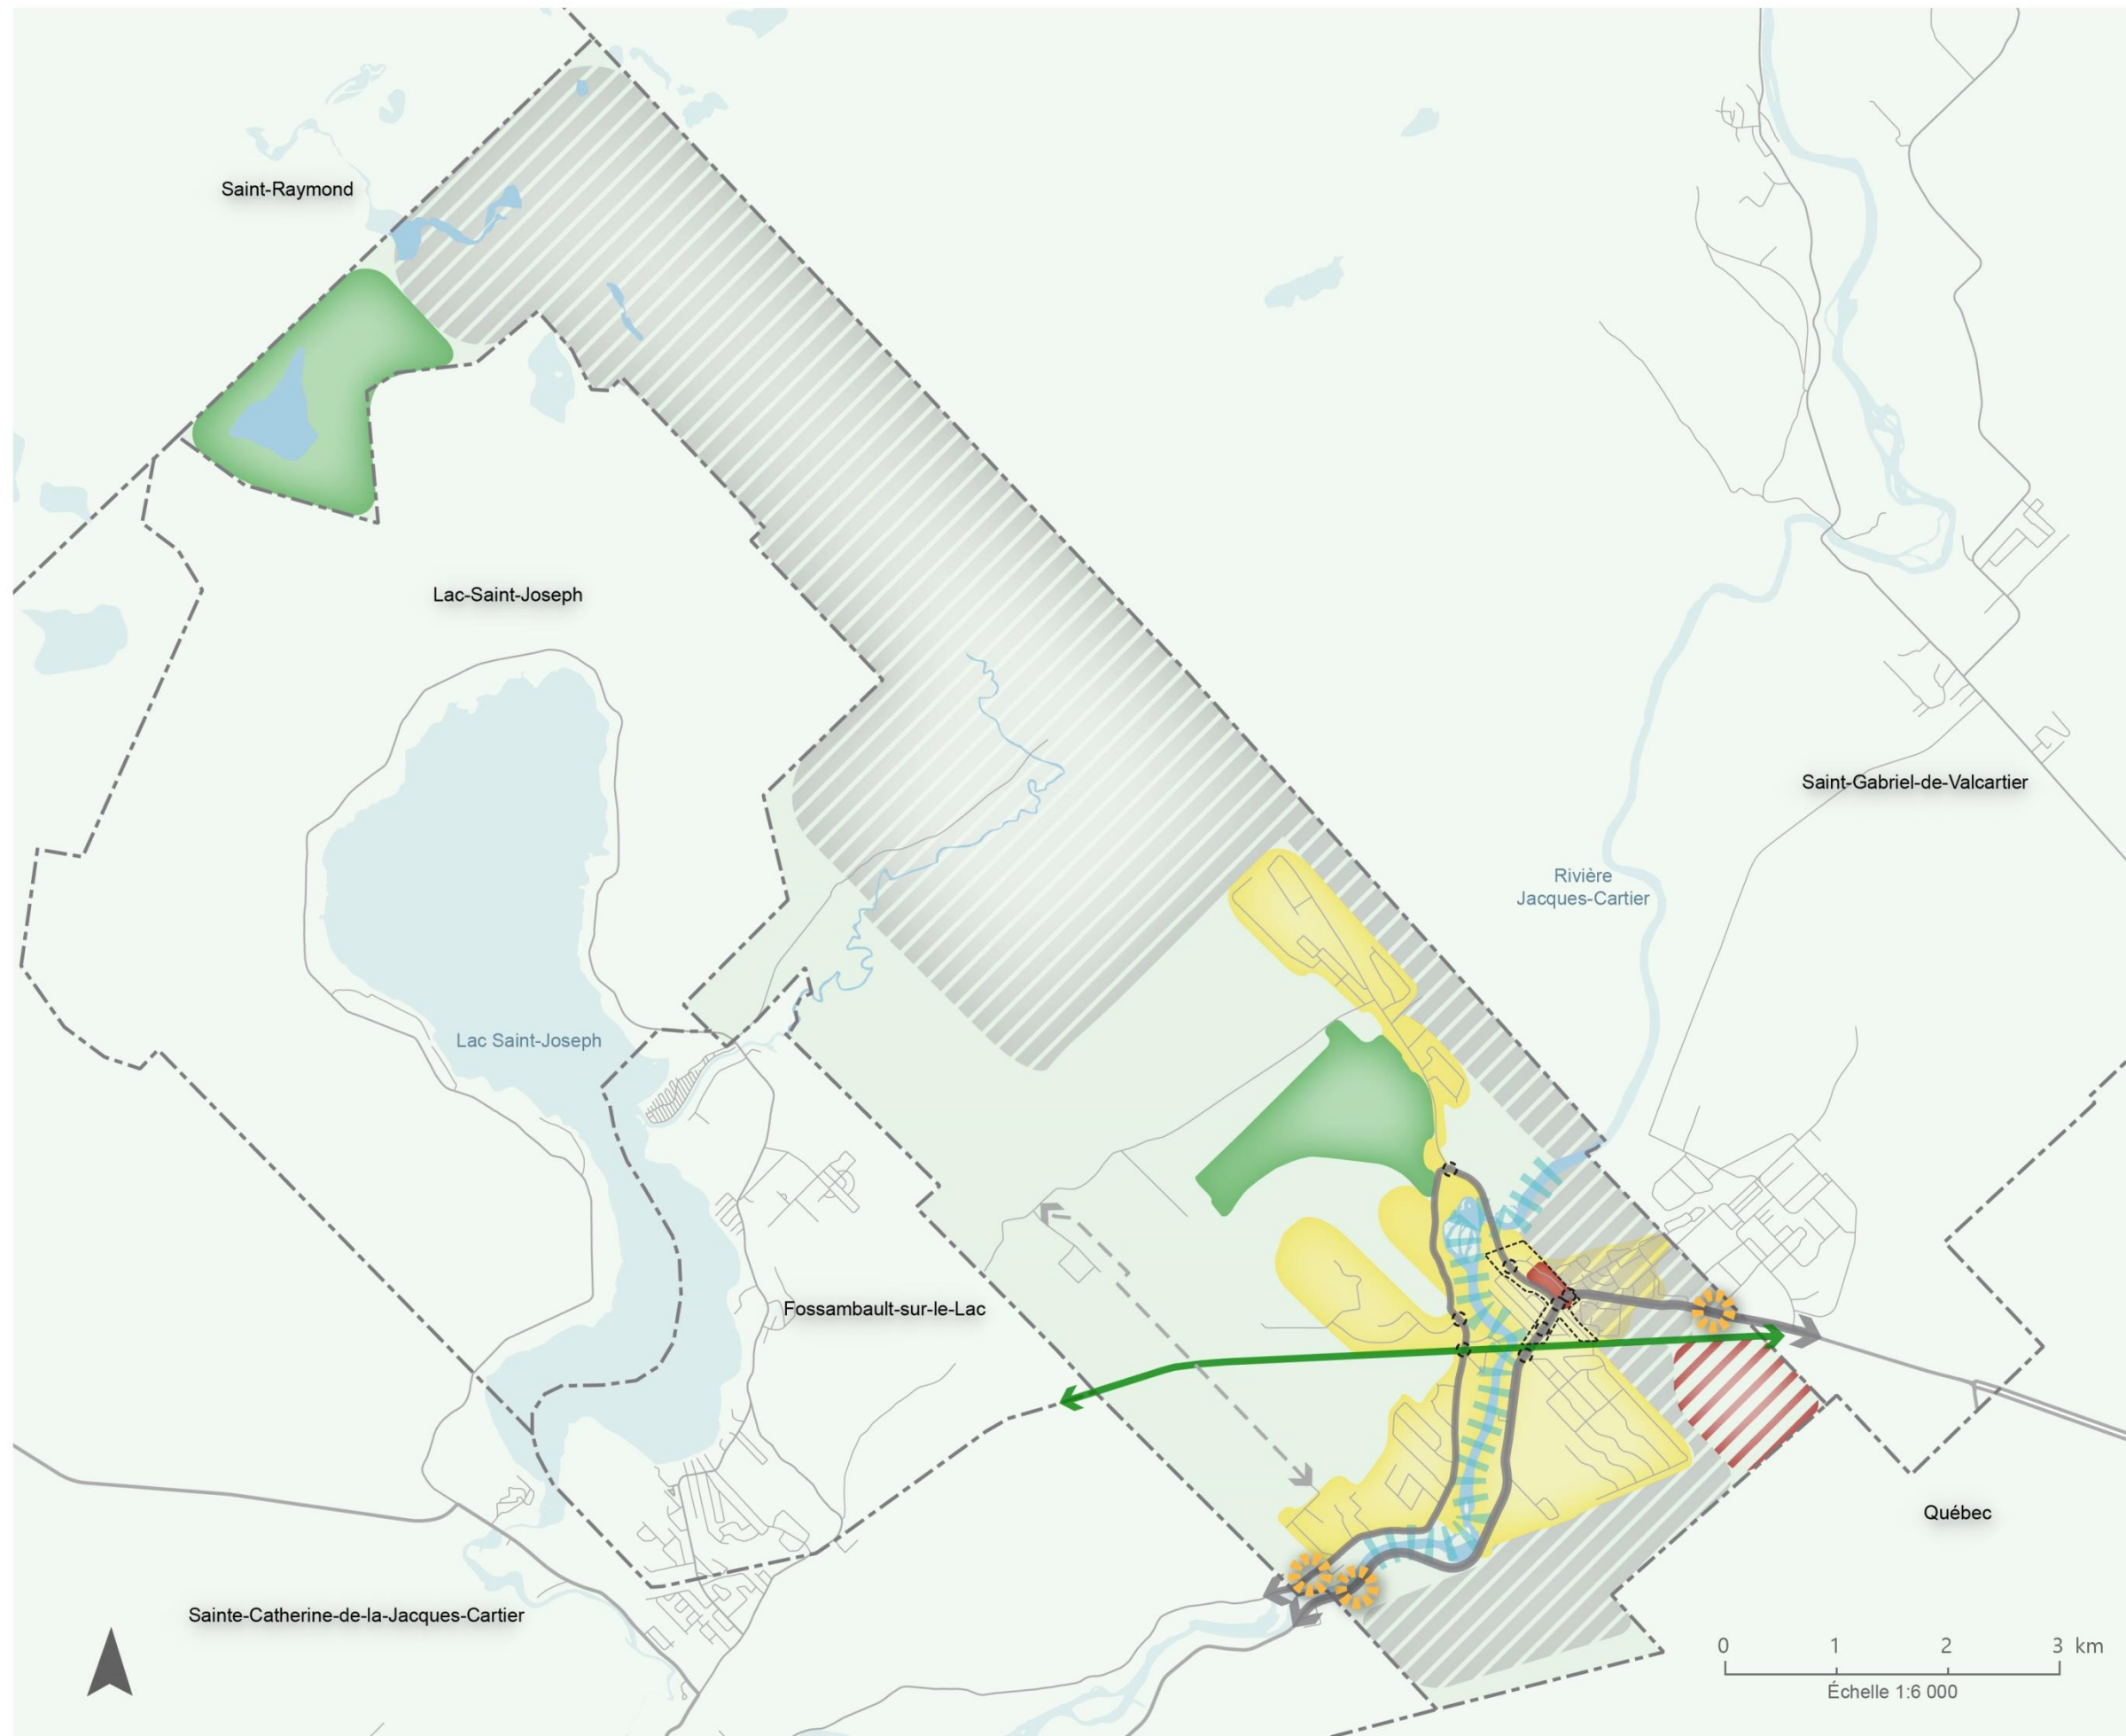 Saint-Raymond
Lac-Saint-Joseph
Saint-Gabriel-de-Valcartier
Rivière
Jacques-Cartier
Lac Saint-Joseph
Fossambault-sur-le-Lac
Québec
Sainte-Catherine-de-la-Jacques-Cartier
0 1 2 3 km
Échelle 1:6 000